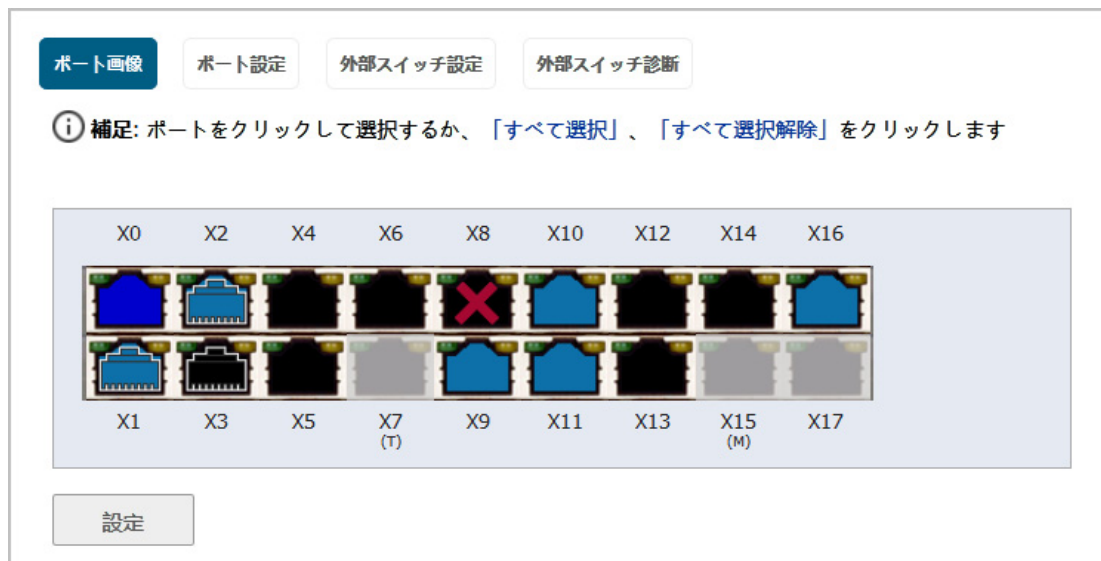 ポート画像 ポート設定 外部スイッチ設定 外部スイッチ診断
補足: ポートをクリックして選択するか、「すべて選択」、「すべて選択解除」をクリックします
X0 X2 X4 X6 X8 X10 X12 X14 X16
X1 X3 X5 X7 X9 X11 X13 X15 X17
(T) (M)
設定